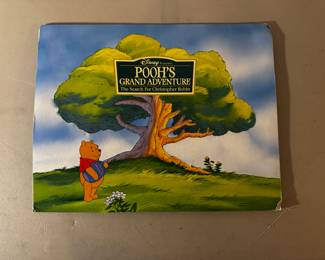 Disney
POOH'S
GRAND ADVENTURE
The Search For Christopher Robin